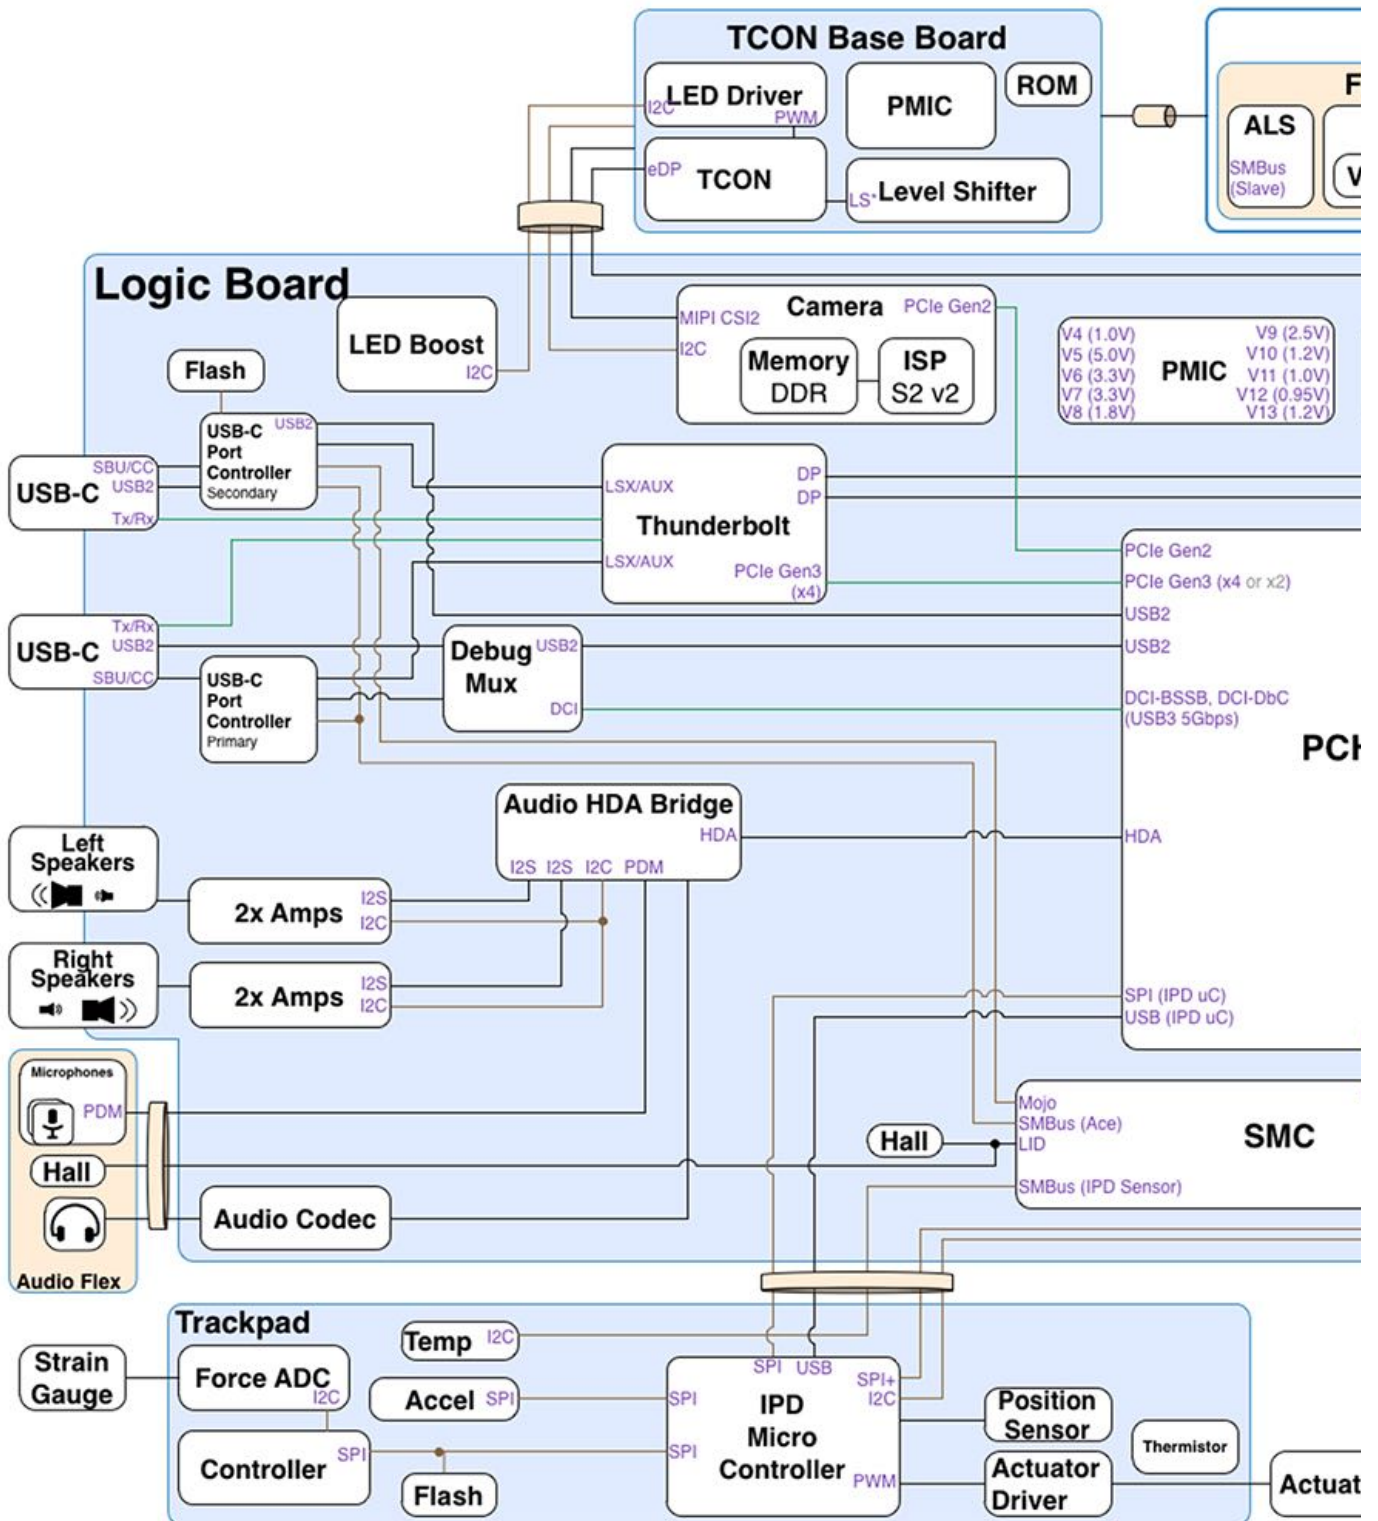 TCON Base Board
LED Driver
I2C
PWM
PMIC
ROM
eDP
TCON
LS*
Level Shifter
F
ALS
SMBus
(Slave)
V
Logic Board
LED Boost
I2C
Camera
PCIe Gen2
MIPI CSI2
I2C
Memory
DDR
ISP
S2 v2
V4 (1.0V)
V5 (5.0V)
V6 (3.3V)
V7 (3.3V)
V8 (1.8V)
PMIC
V9 (2.5V)
V10 (1.2V)
V11 (1.0V)
V12 (0.95V)
V13 (1.2V)
Flash
USB-C
Port
Controller
Secondary
USB2
USB-C
SBU/CC
USB2
Tx/Rx
LSX/AUX
DP
DP
Thunderbolt
LSX/AUX
PCIe Gen3
(x4)
USB-C
Tx/Rx
USB2
SBU/CC
USB-C
Port
Controller
Primary
Debug
Mux
USB2
DCI
PCIe Gen2
PCIe Gen3 (x4 or x2)
USB2
USB2
DCI-BSSB, DCI-DbC
(USB3 5Gbps)
PCH
HDA
SPI (IPD uC)
USB (IPD uC)
Audio HDA Bridge
HDA
I2S I2S I2C PDM
Left
Speakers
2x Amps
I2S
I2C
Right
Speakers
2x Amps
I2S
I2C
Microphones
PDM
Hall
Audio Flex
Audio Codec
Hall
Mojo
SMBus (Ace)
LID
SMBus (IPD Sensor)
SMC
Trackpad
Strain
Gauge
Force ADC
I2C
Temp I2C
Accel SPI
Controller
SPI
Flash
SPI USB
SPI+
I2C
SPI
SPI
PWM
IPD
Micro
Controller
Position
Sensor
Actuator
Driver
Thermistor
Actuat